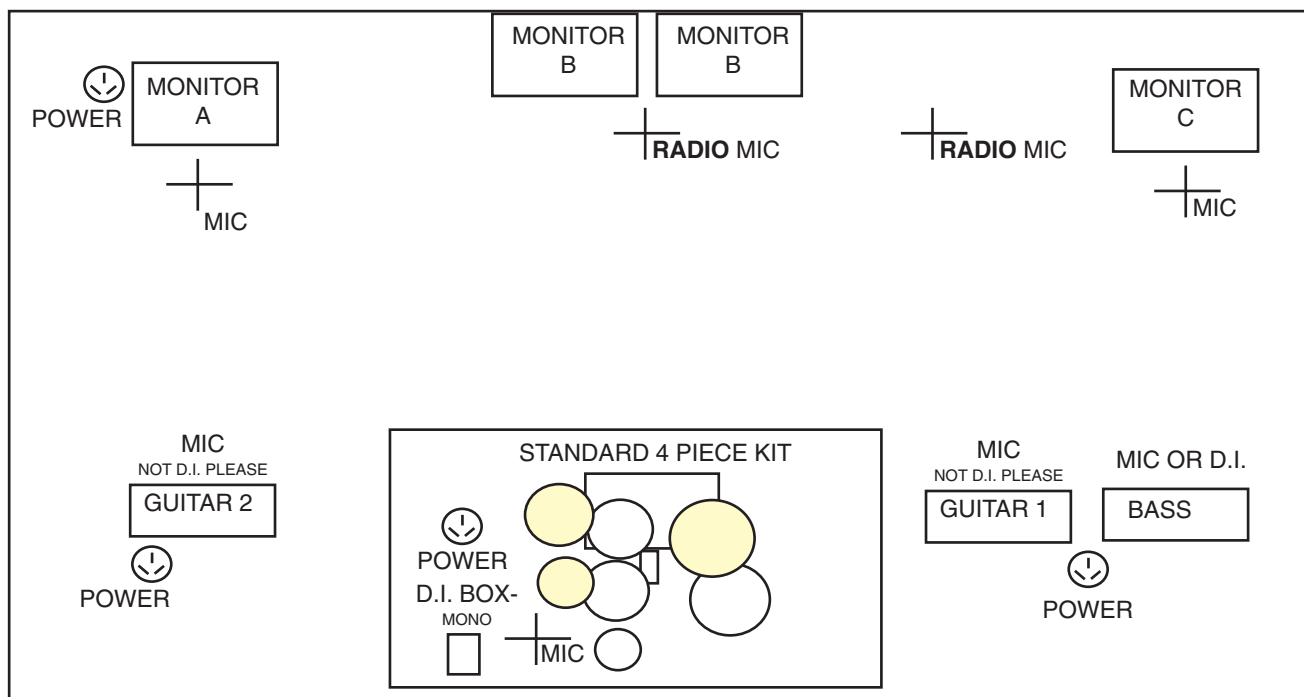 MONITOR
B
MONITOR
B
POWER
MONITOR
A
MONITOR
C
RADIO MIC
RADIO MIC
MIC
MIC
MIC
NOT D.I. PLEASE
GUITAR 2
POWER
STANDARD 4 PIECE KIT
POWER
D.I. BOX-
MONO
MIC
MIC
NOT D.I. PLEASE
GUITAR 1
MIC OR D.I.
BASS
POWER